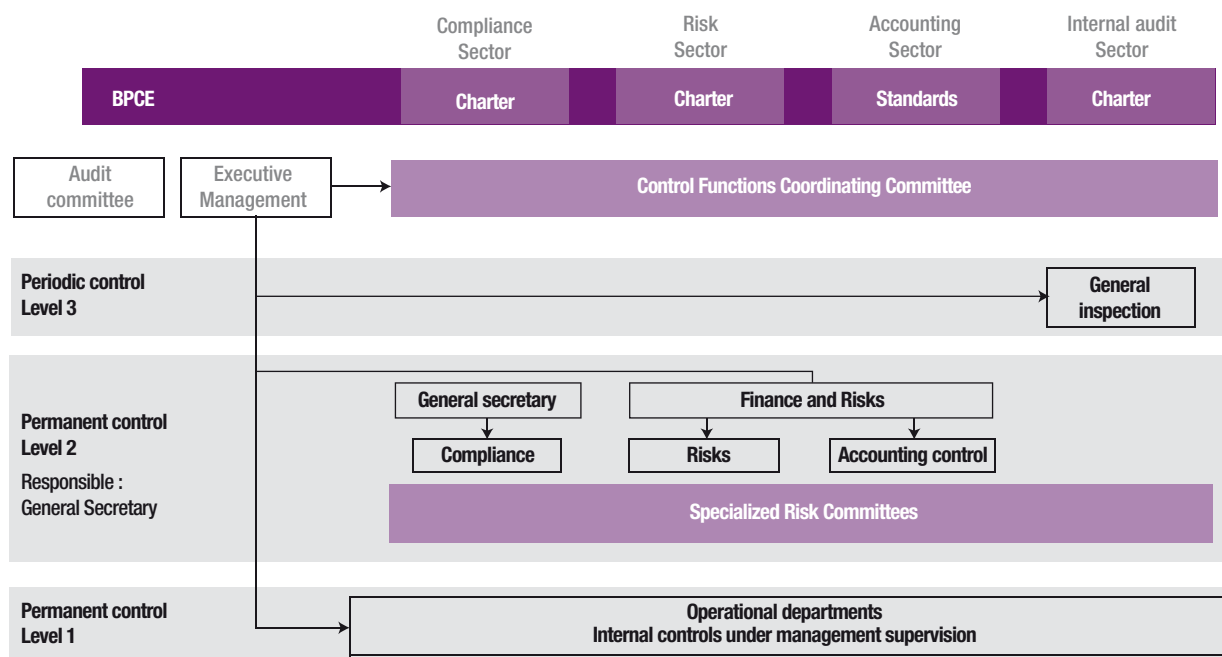 Compliance
Sector
Risk
Sector
Accounting
Sector
Internal audit
Sector
BPCE
Charter
Charter
Standards
Charter
Audit
committee
Executive
Management
Control Functions Coordinating Committee
Periodic control
Level 3
General
inspection
Permanent control
Level 2
Responsible :
General Secretary
General secretary
Finance and Risks
Compliance
Risks
Accounting control
Specialized Risk Committees
Permanent control
Level 1
Operational departments
Internal controls under management supervision